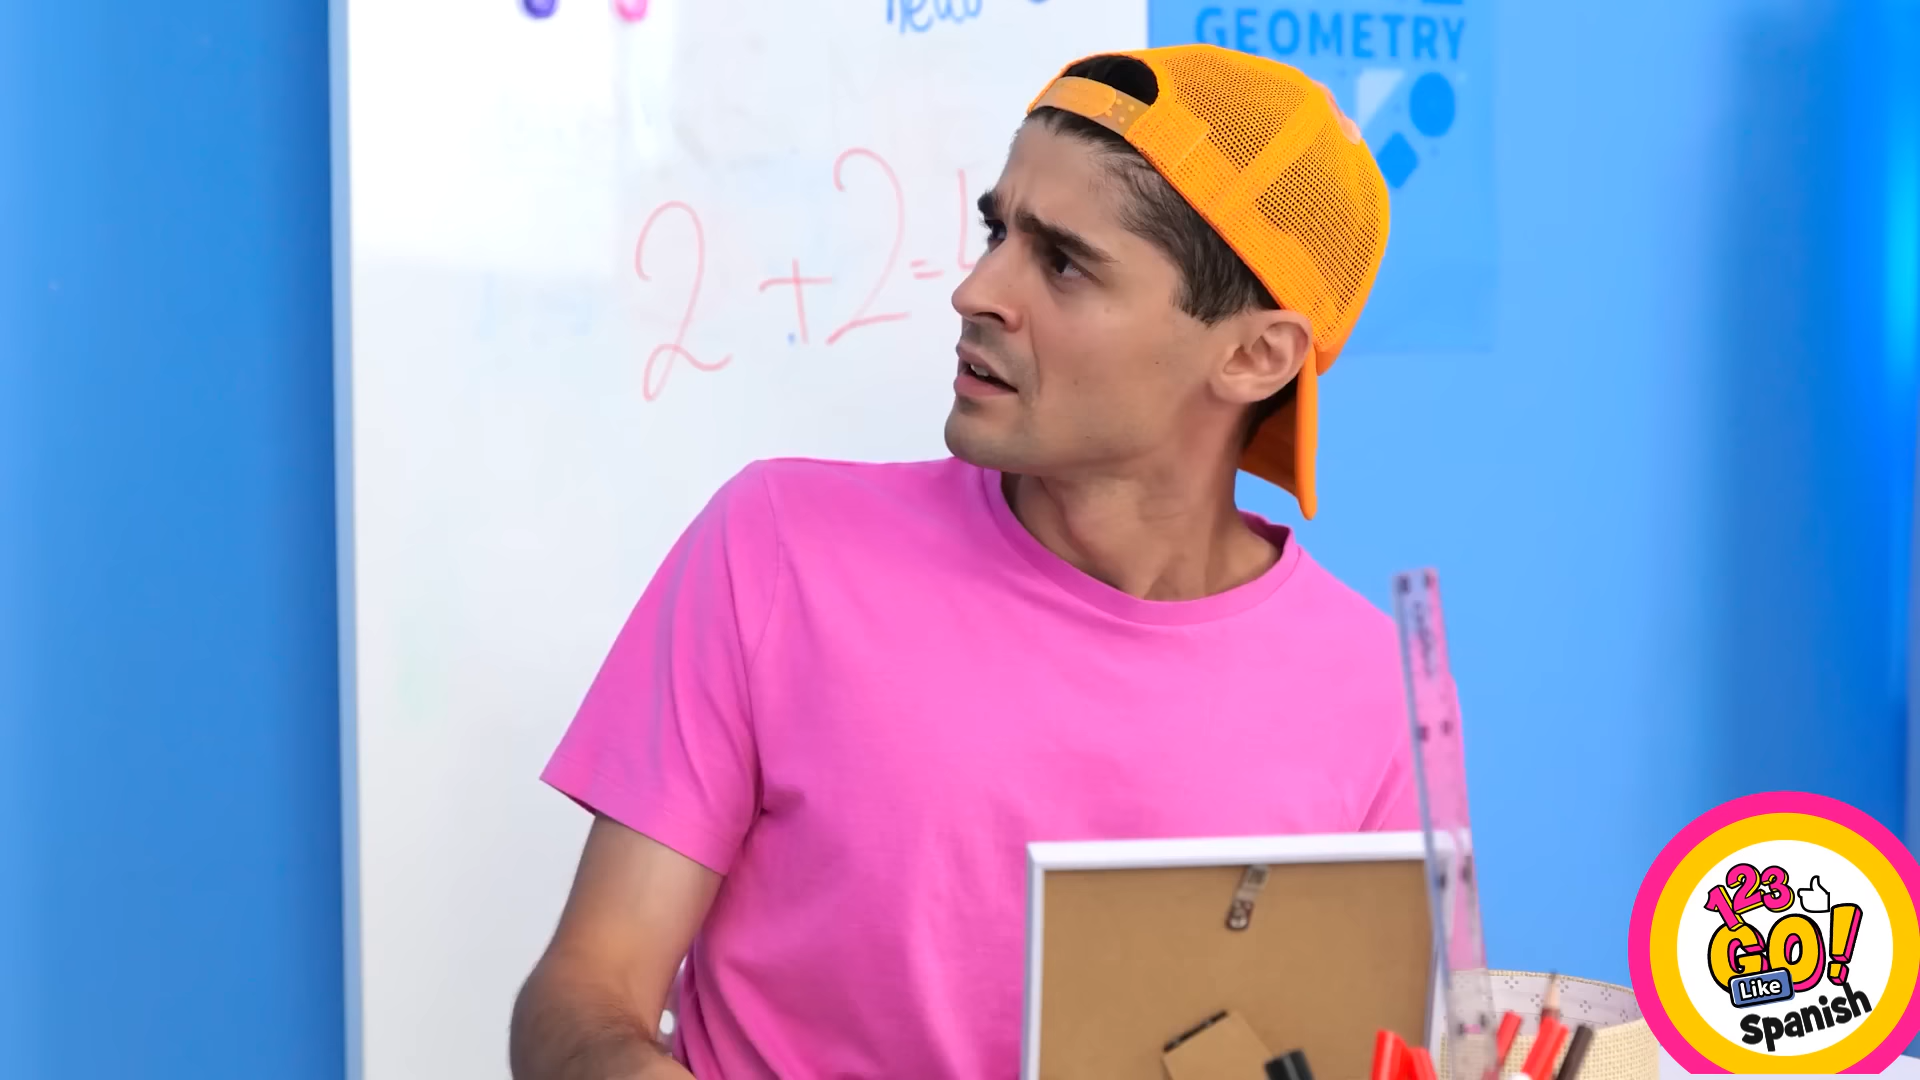 GEOMETRY
2 + 2 =
123
GO!
Like
Spanish